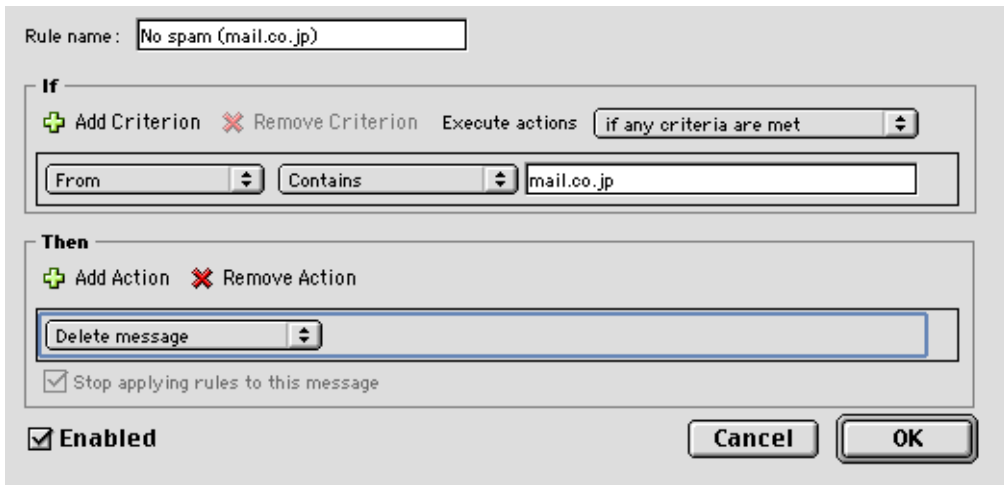 Rule name: No spam (mail.co.jp)
If
Add Criterion Remove Criterion Execute actions if any criteria are met
From Contains mail.co.jp
Then
Add Action Remove Action
Delete message
Stop applying rules to this message
Enabled Cancel OK